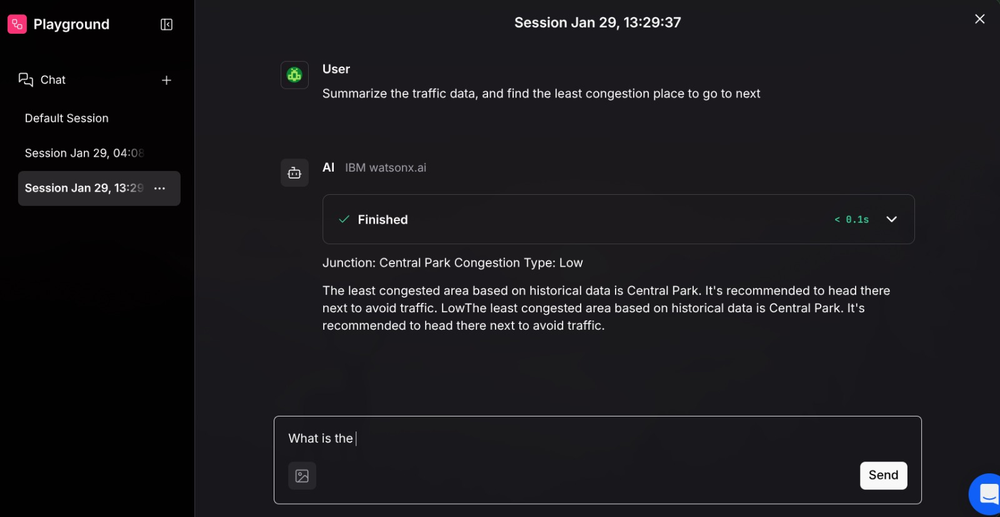 Playground
Session Jan 29, 13:29:37
Chat
Default Session
Session Jan 29, 04:08
Session Jan 29, 13:29
User
Summarize the traffic data, and find the least congestion place to go to next
AI IBM watsonx.ai
Finished < 0.1s
Junction: Central Park Congestion Type: Low
The least congested area based on historical data is Central Park. It's recommended to head there
next to avoid traffic. LowThe least congested area based on historical data is Central Park. It's
recommended to head there next to avoid traffic.
What is the
Send